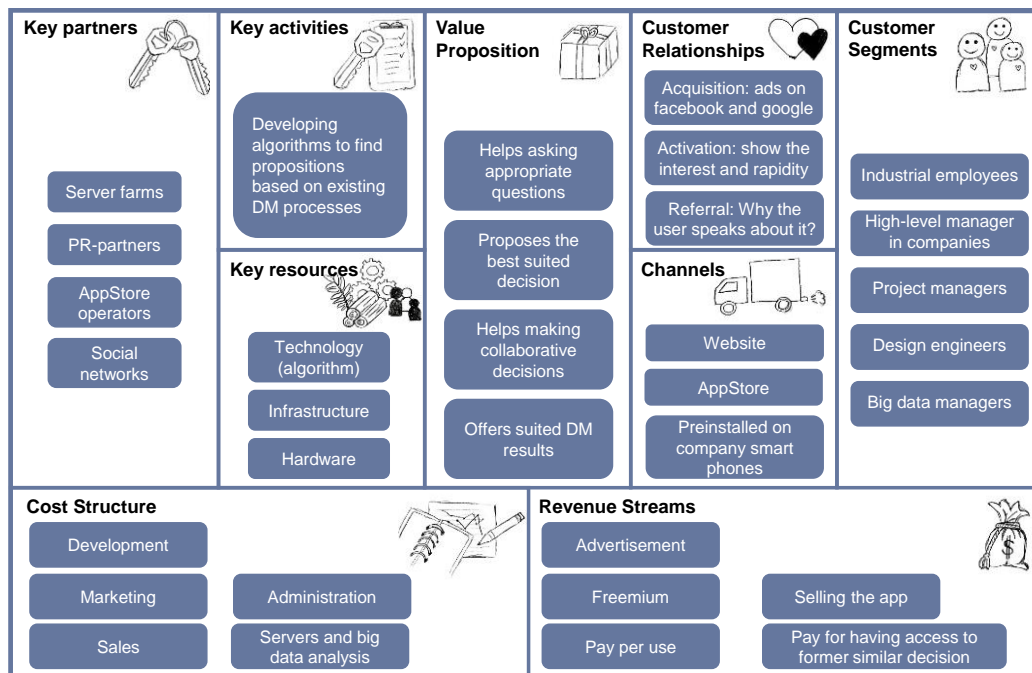 Key partners
Server farms
PR-partners
AppStore
operators
Social
networks
Key activities
Developing
algorithms to find
propositions
based on existing
DM processes
Key resources
Technology
(algorithm)
Infrastructure
Hardware
Value
Proposition
Helps asking
appropriate
questions
Proposes the
best suited
decision
Helps making
collaborative
decisions
Offers suited DM
results
Customer
Relationships
Acquisition: ads on
facebook and google
Activation: show the
interest and rapidity
Referral: Why the
user speaks about it?
Channels
Website
AppStore
Preinstalled on
company smart
phones
Customer
Segments
Industrial employees
High-level manager
in companies
Project managers
Design engineers
Big data managers
Cost Structure
Development
Marketing
Sales
Administration
Servers and big
data analysis
Revenue Streams
$
Advertisement
Freemium
Pay per use
Selling the app
Pay for having access to
former similar decision